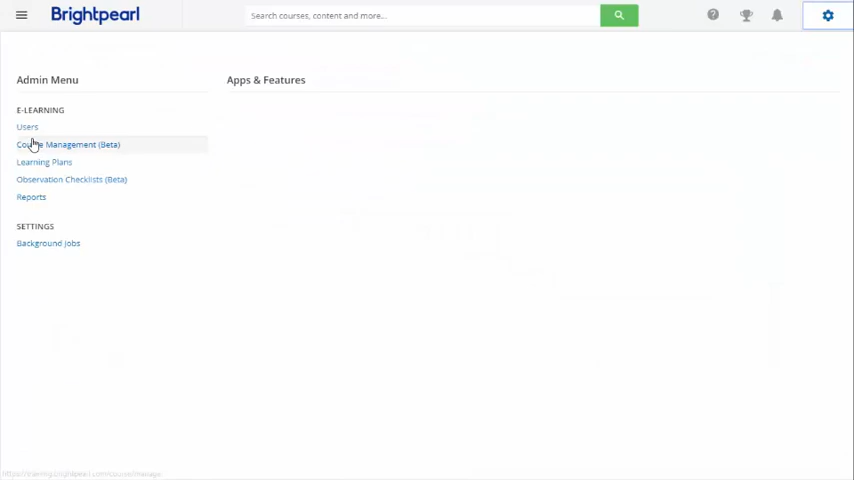 Brightpearl
Search courses, content and more...
Admin Menu
Apps & Features
E-LEARNING
Users
Course Management (Beta)
Learning Plans
Observation Checklists (Beta)
Reports
SETTINGS
Background jobs